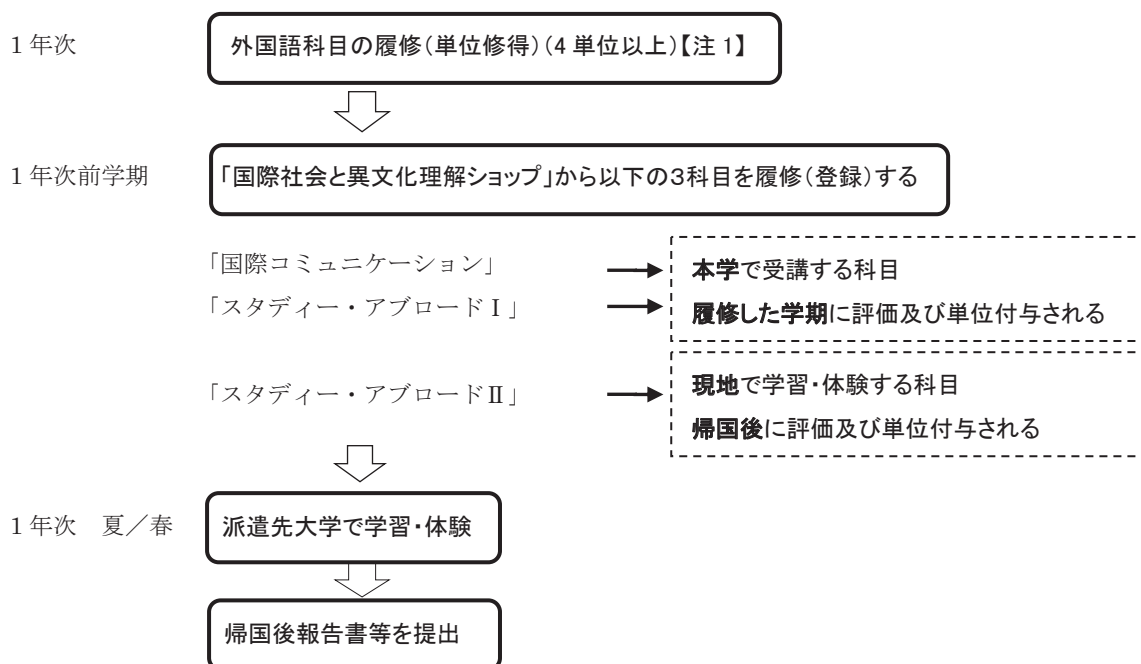 1年次
外国語科目の履修(単位修得)(4単位以上)【注1】
1年次前学期
「国際社会と異文化理解ショップ」から以下の3科目を履修(登録)する
「国際コミュニケーション」
本学で受講する科目
「スタディー・アブロードⅠ」
履修した学期に評価及び単位付与される
「スタディー・アブロードⅡ」
現地で学習・体験する科目
帰国後に評価及び単位付与される
1年次　夏／春
派遣先大学で学習・体験
帰国後報告書等を提出